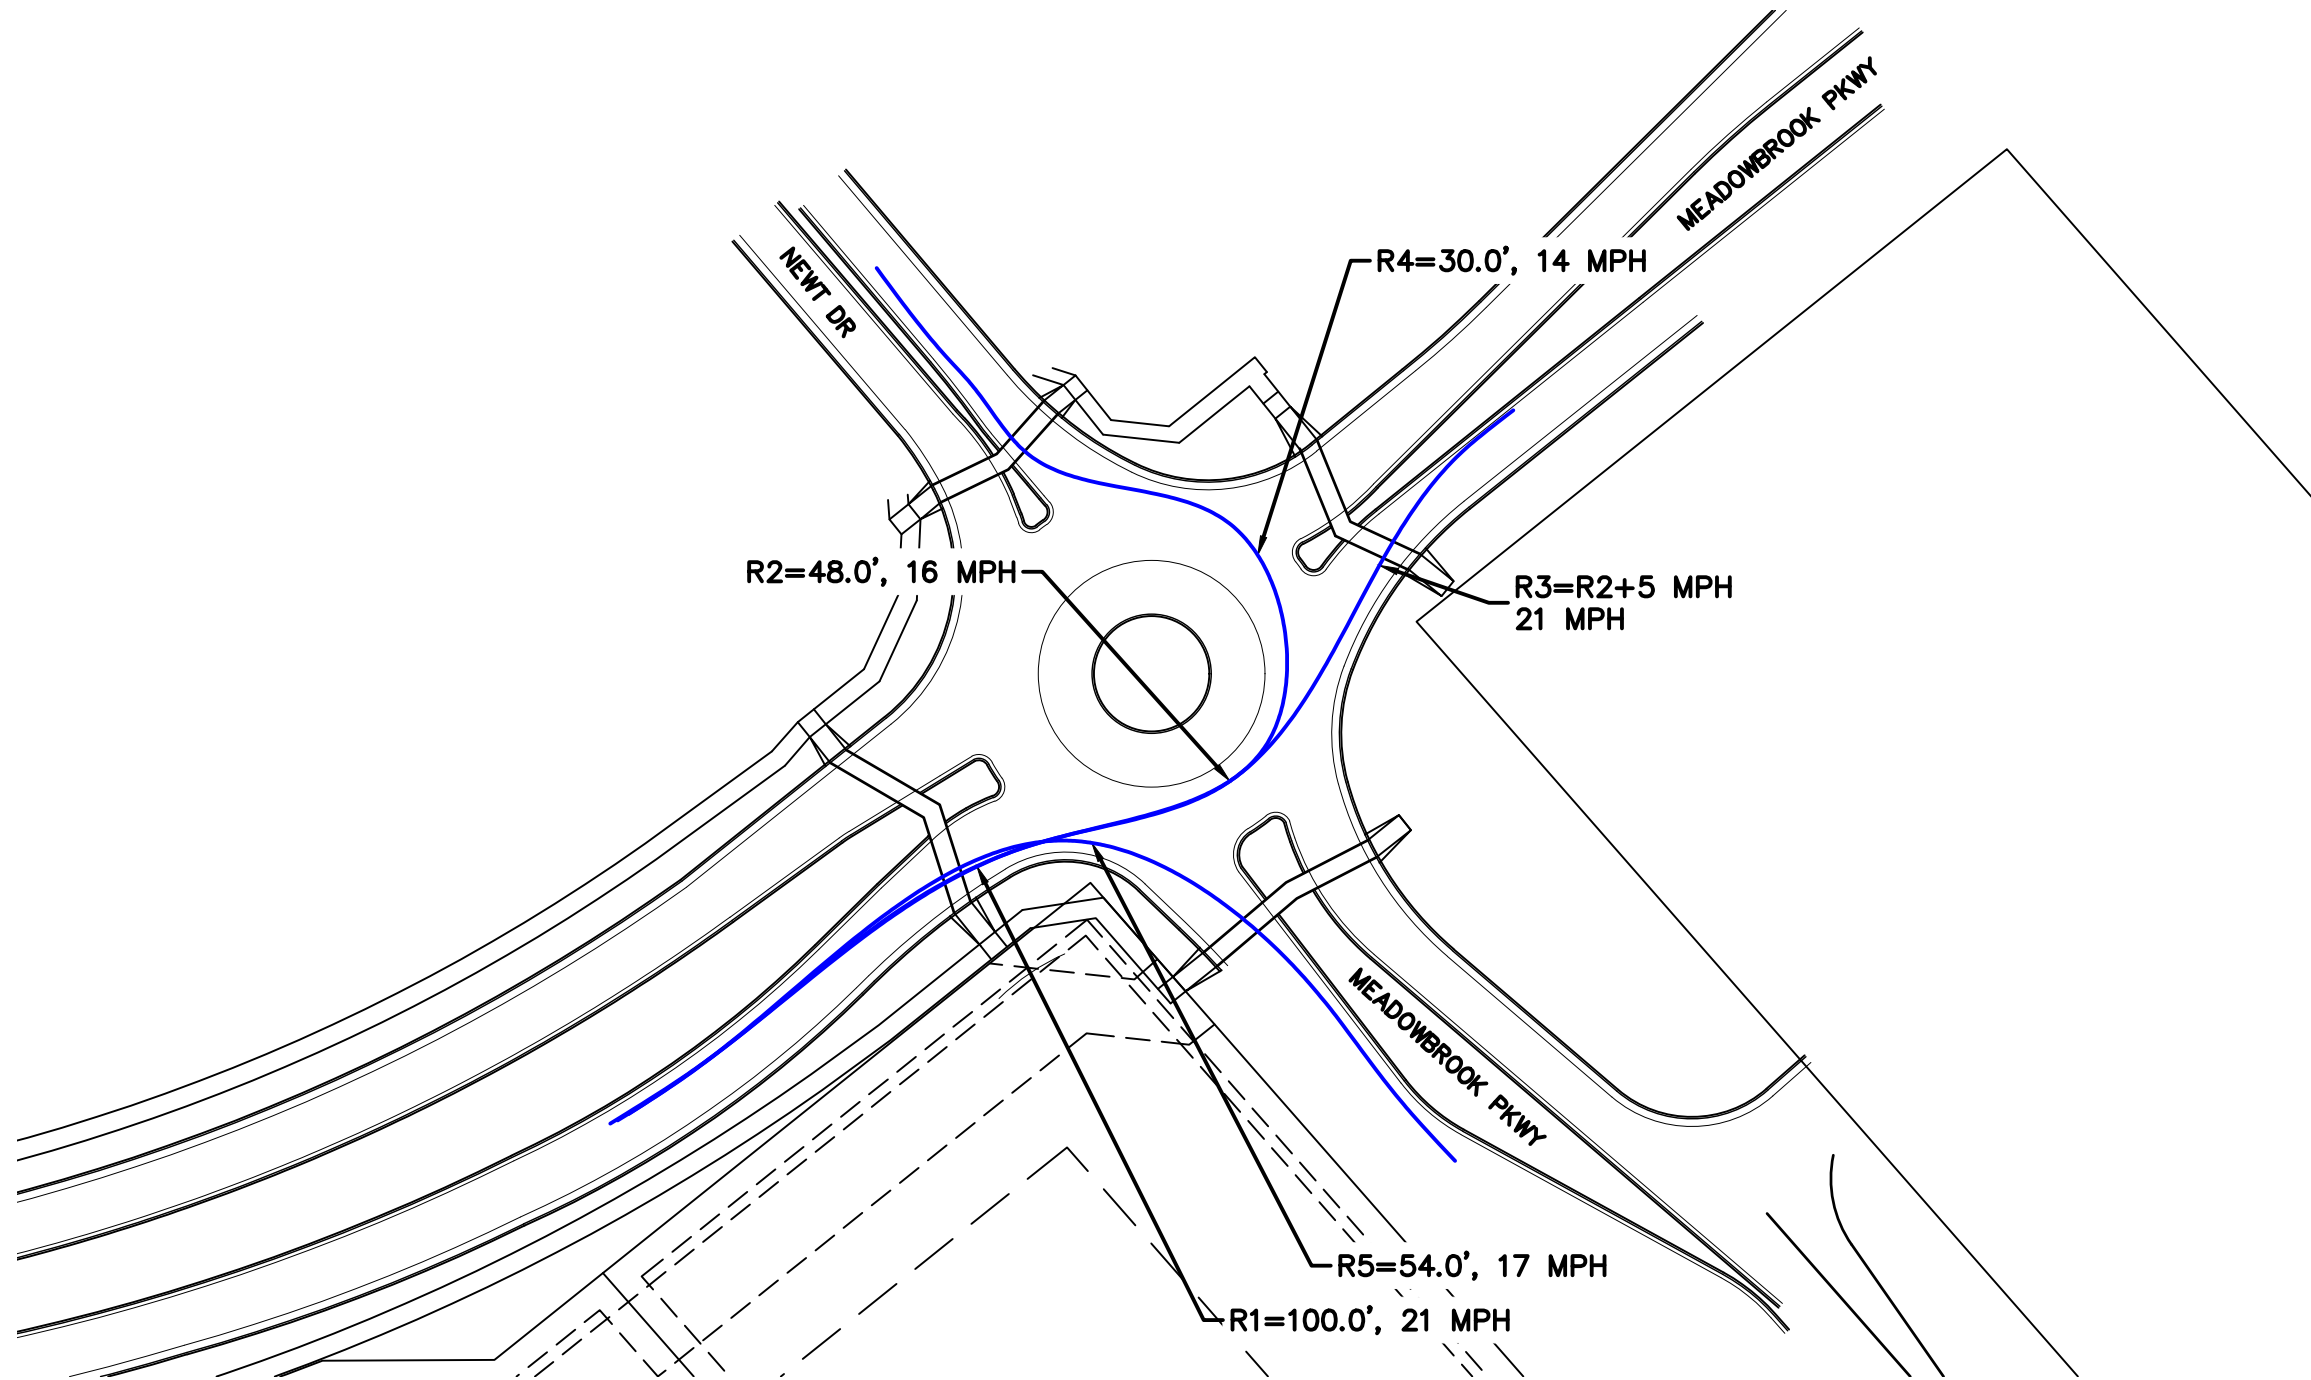 MEADOWBROOK PKWY
R4=30.0', 14 MPH
NEWT DR
R2=48.0', 16 MPH
R3=R2+5 MPH
21 MPH
MEADOWBROOK PKWY
R5=54.0', 17 MPH
R1=100.0', 21 MPH